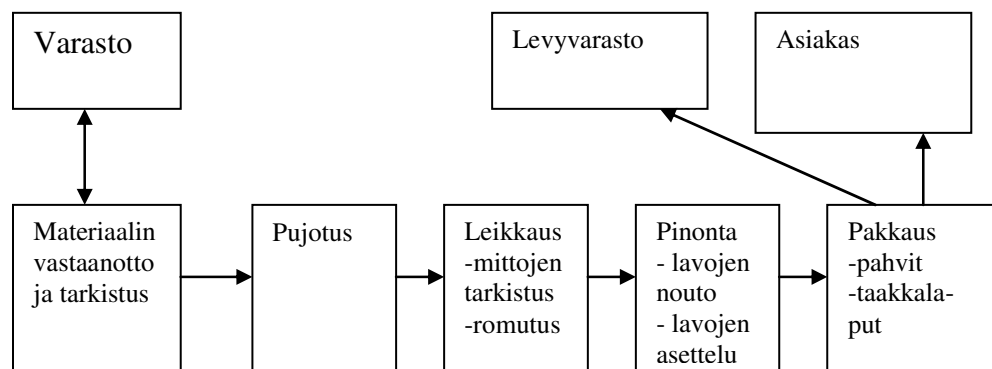 Varasto
Levyvarasto
Asiakas
Materiaalin
vastaanotto
ja tarkistus
Pujotus
Leikkaus
-mittojen
tarkistus
-romutus
Pinonta
- lavojen
nouto
- lavojen
asettelu
Pakkaus
-pahvit
-taakkala-
put